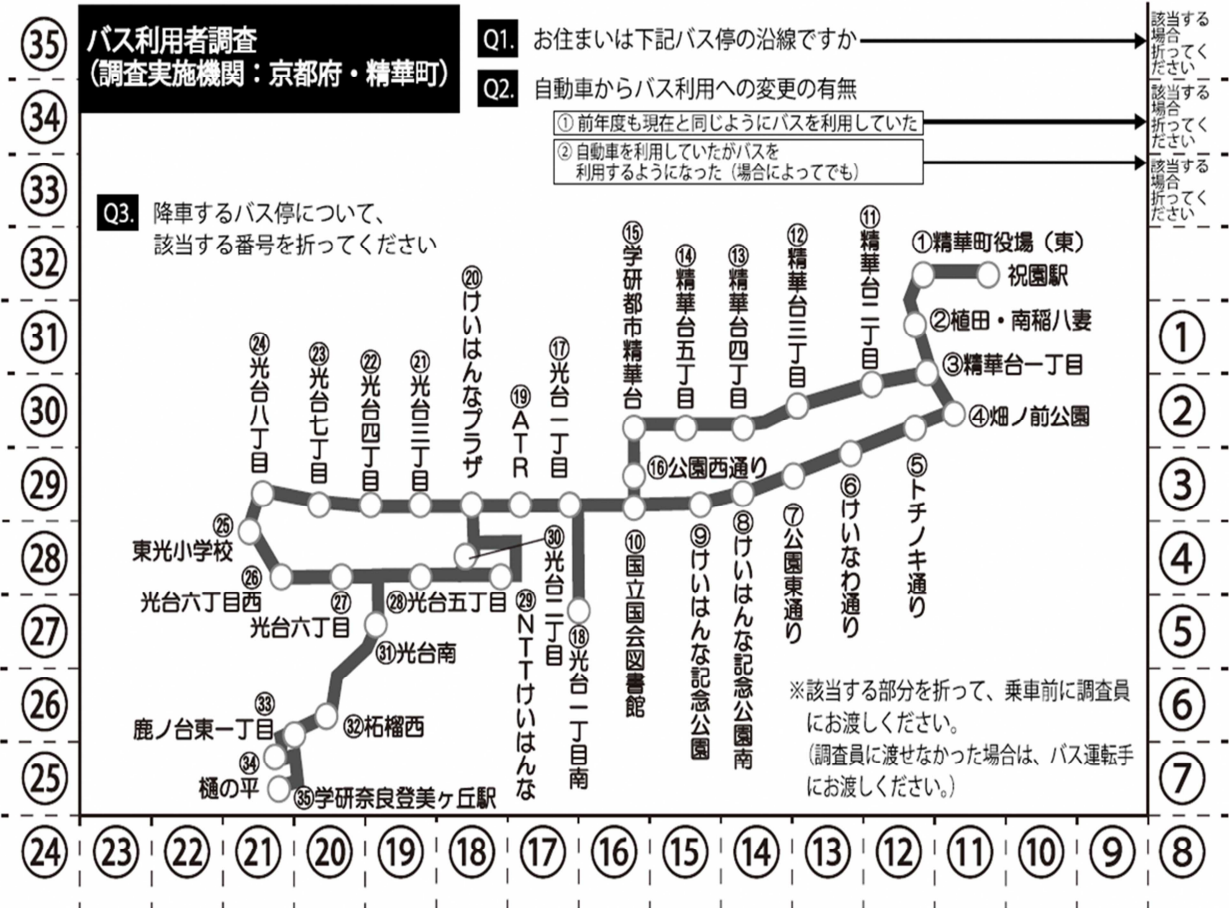 バス利用者調査
(調査実施機関：京都府・精華町)
Q1. お住まいは下記バス停の沿線ですか
該当する
場合
折ってく
ださい
Q2. 自動車からバス利用への変更の有無
① 前年度も現在と同じようにバスを利用していた
該当する
場合
折ってく
ださい
② 自動車を利用していたがバスを
利用するようになった（場合によってでも）
該当する
場合
折ってく
ださい
Q3. 降車するバス停について、
該当する番号を折ってください
①精華町役場（東）
祝園駅
②植田・南稲八妻
③精華台一丁目
④畑ノ前公園
⑤トチノキ通り
⑥けいなわ通り
⑦公園東通り
⑧けいはんな記念公園南
⑨けいはんな記念公園
⑩国立国会図書館
⑪精華台二丁目
⑫精華台三丁目
⑬精華台四丁目
⑭精華台五丁目
⑮学研都市精華台
⑯公園西通り
⑰光台一丁目
⑱光台一丁目南
⑲ATR
⑳けいはんなプラザ
㉑光台三丁目
㉒光台四丁目
㉓光台七丁目
㉔光台八丁目
㉕東光小学校
㉖光台六丁目西
㉗光台六丁目
㉘光台五丁目
㉙NTTけいはんな
㉚光台二丁目
㉛光台南
㉜柘榴西
㉝鹿ノ台東一丁目
㉞樋の平
㉟学研奈良登美ヶ丘駅
※該当する部分を折って、乗車前に調査員
にお渡しください。
（調査員に渡せなかった場合は、バス運転手
にお渡しください。）
㉟
㉞
㉝
㉜
㉛
㉚
㉙
㉘
㉗
㉖
㉕
㉔ ㉓ ㉒ ㉑ ⑳ ⑲ ⑱ ⑰ ⑯ ⑮ ⑭ ⑬ ⑫ ⑪ ⑩ ⑨ ⑧
①
②
③
④
⑤
⑥
⑦